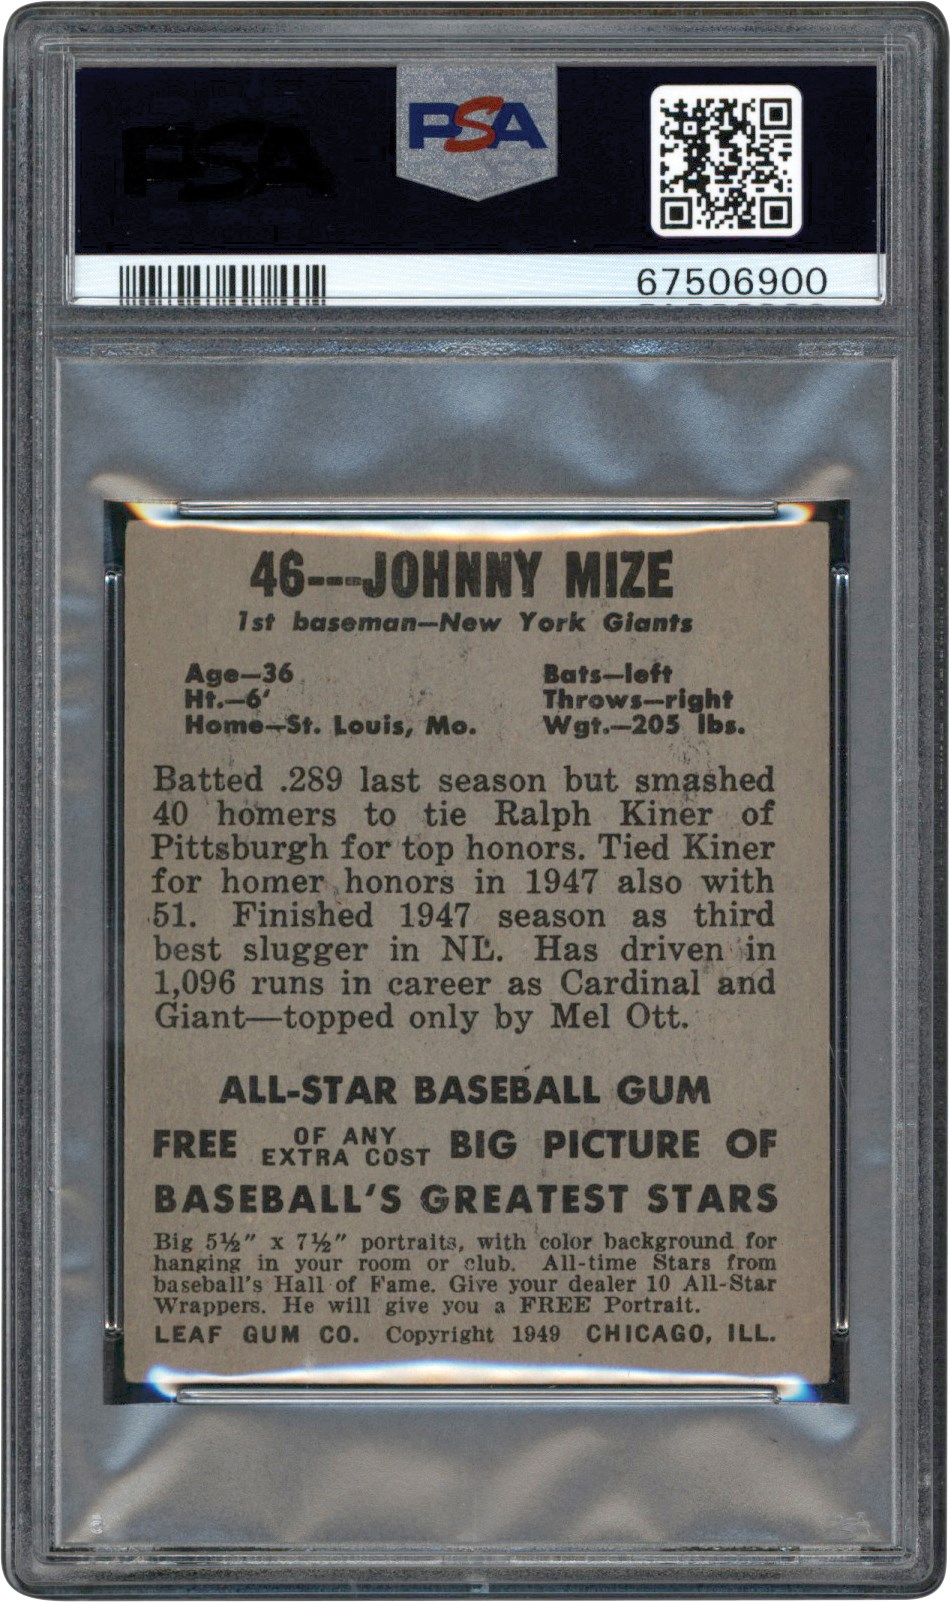 PSA
PSA
67506900
46---JOHNNY MIZE
1st baseman—New York Giants
Age—36
Ht.—6'
Home—St. Louis, Mo.
Bats—left
Throws—right
Wgt.—205 lbs.
Batted .289 last season but smashed
40 homers to tie Ralph Kiner of
Pittsburgh for top honors. Tied Kiner
for homer honors in 1947 also with
51. Finished 1947 season as third
best slugger in NL. Has driven in
1,096 runs in career as Cardinal and
Giant—topped only by Mel Ott.
ALL-STAR BASEBALL GUM
FREE OF ANY EXTRA COST BIG PICTURE OF
BASEBALL'S GREATEST STARS
Big 5½" x 7½" portraits, with color background for
hanging in your room or club. All-time Stars from
baseball's Hall of Fame. Give your dealer 10 All-Star
Wrappers. He will give you a FREE Portrait.
LEAF GUM CO. Copyright 1949 CHICAGO, ILL.